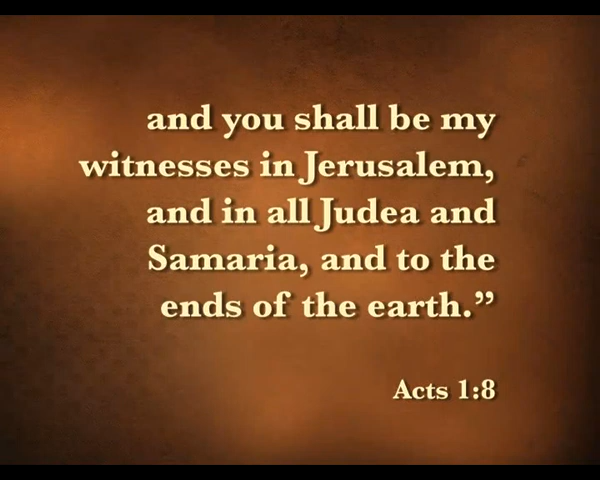 and you shall be my
witnesses in Jerusalem,
and in all Judea and
Samaria, and to the
ends of the earth.”
Acts 1:8